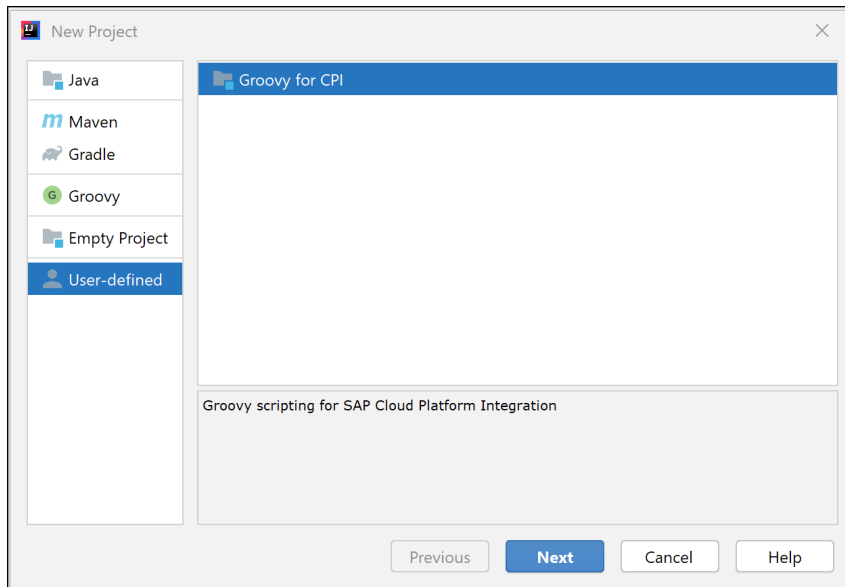 IJ
New Project
Java
m Maven
Gradle
G Groovy
Empty Project
User-defined
Groovy for CPI
Groovy scripting for SAP Cloud Platform Integration
Previous
Next
Cancel
Help